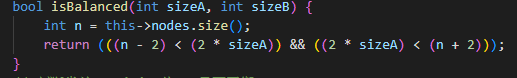 bool isBalanced(int sizeA, int sizeB) {
int n = this->nodes.size();
return (((n - 2) < (2 * sizeA)) && ((2 * sizeA) < (n + 2)));
}